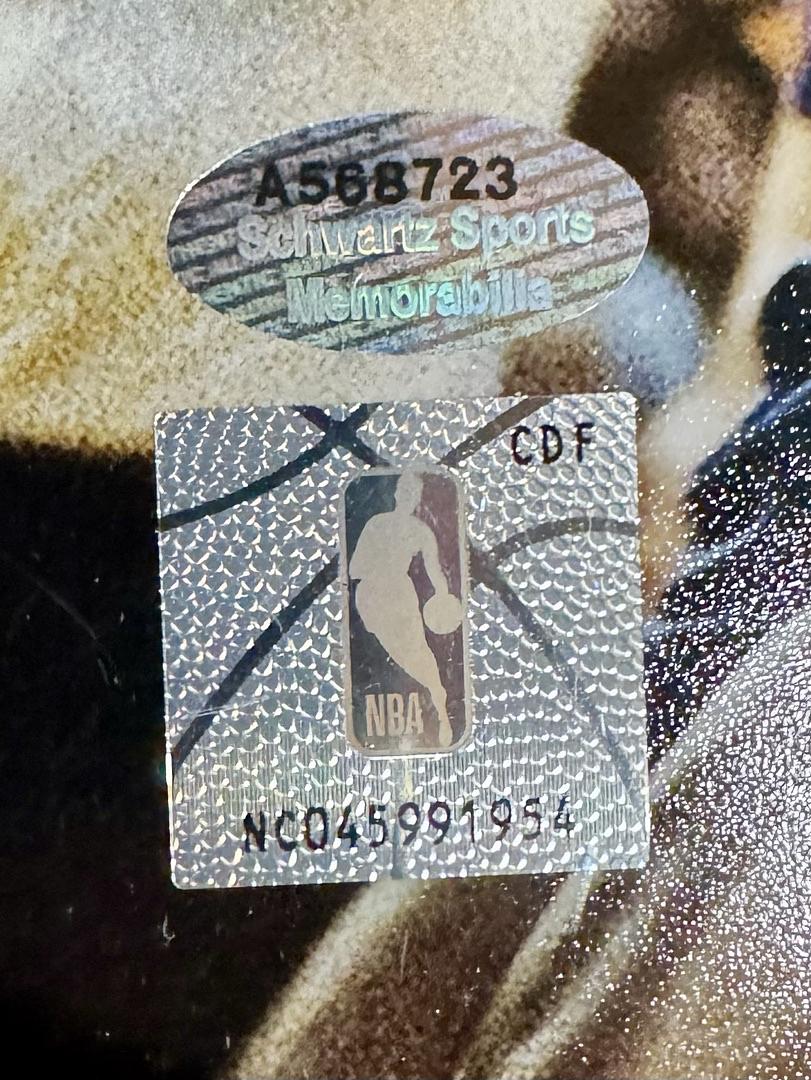 A568723
Schwartz Sports
Memorabilia
CDF
NBA
NC045991954